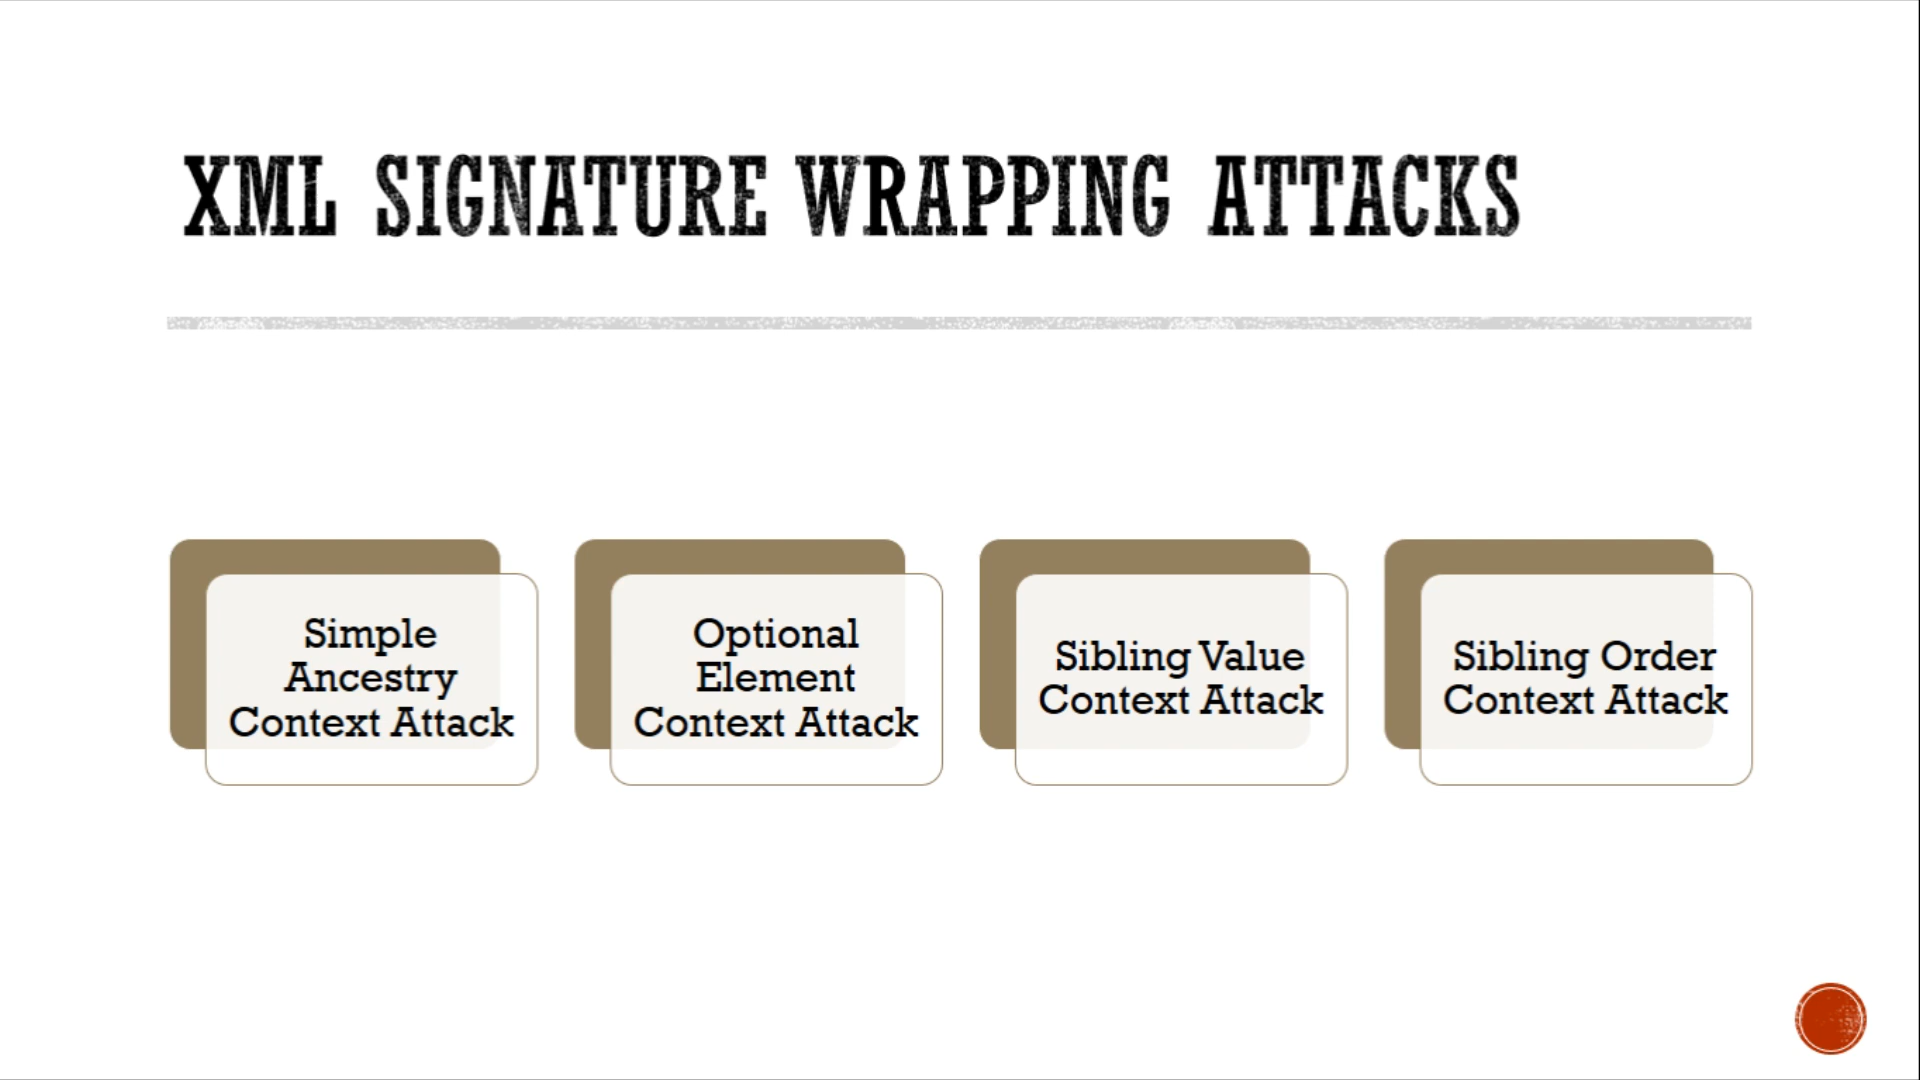 XML SIGNATURE WRAPPING ATTACKS
Simple
Ancestry
Context Attack
Optional
Element
Context Attack
Sibling Value
Context Attack
Sibling Order
Context Attack